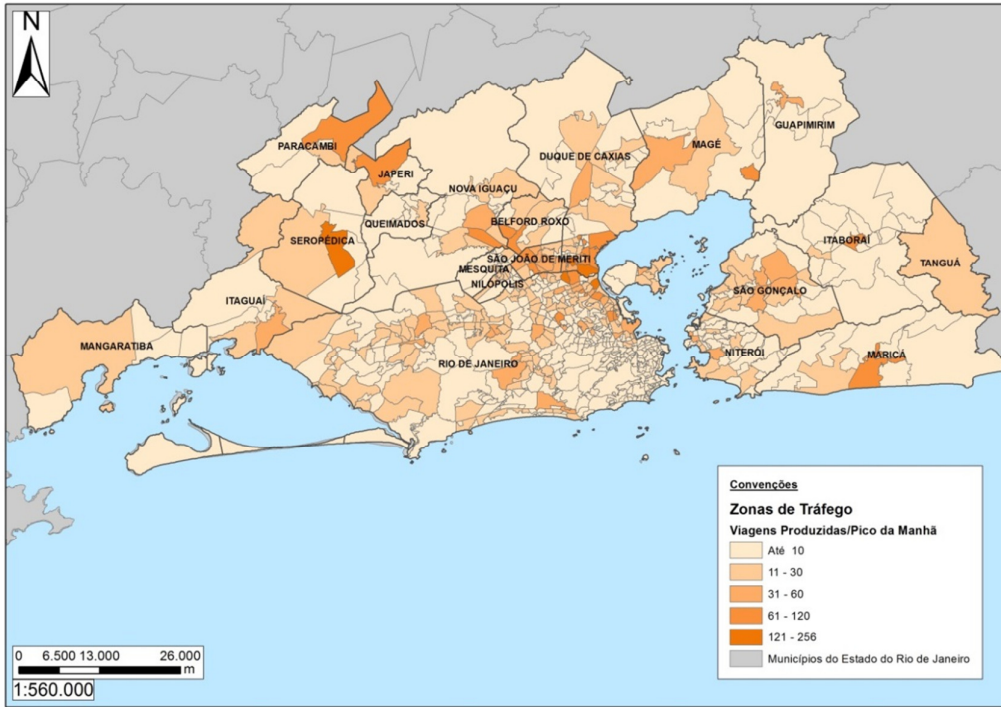 N
GUAPIMIRIM
PARACAMBI
MAGÉ
DUQUE DE CAXIAS
JAPERI
NOVA IGUAÇU
BELFORD ROXO
QUEIMADOS
SEROPÉDICA
ITABORAÍ
SÃO JOÃO DE MERITI
TANGUÁ
MESQUITA
NILÓPOLIS
SÃO GONÇALO
ITAGUAÍ
MANGARATIBA
NITERÓI
MARICÁ
RIO DE JANEIRO
Convenções
Zonas de Tráfego
Viagens Produzidas/Pico da Manhã
Até 10
11 - 30
31 - 60
61 - 120
121 - 256
Municípios do Estado do Rio de Janeiro
0 6.500 13.000 26.000
m
1:560.000